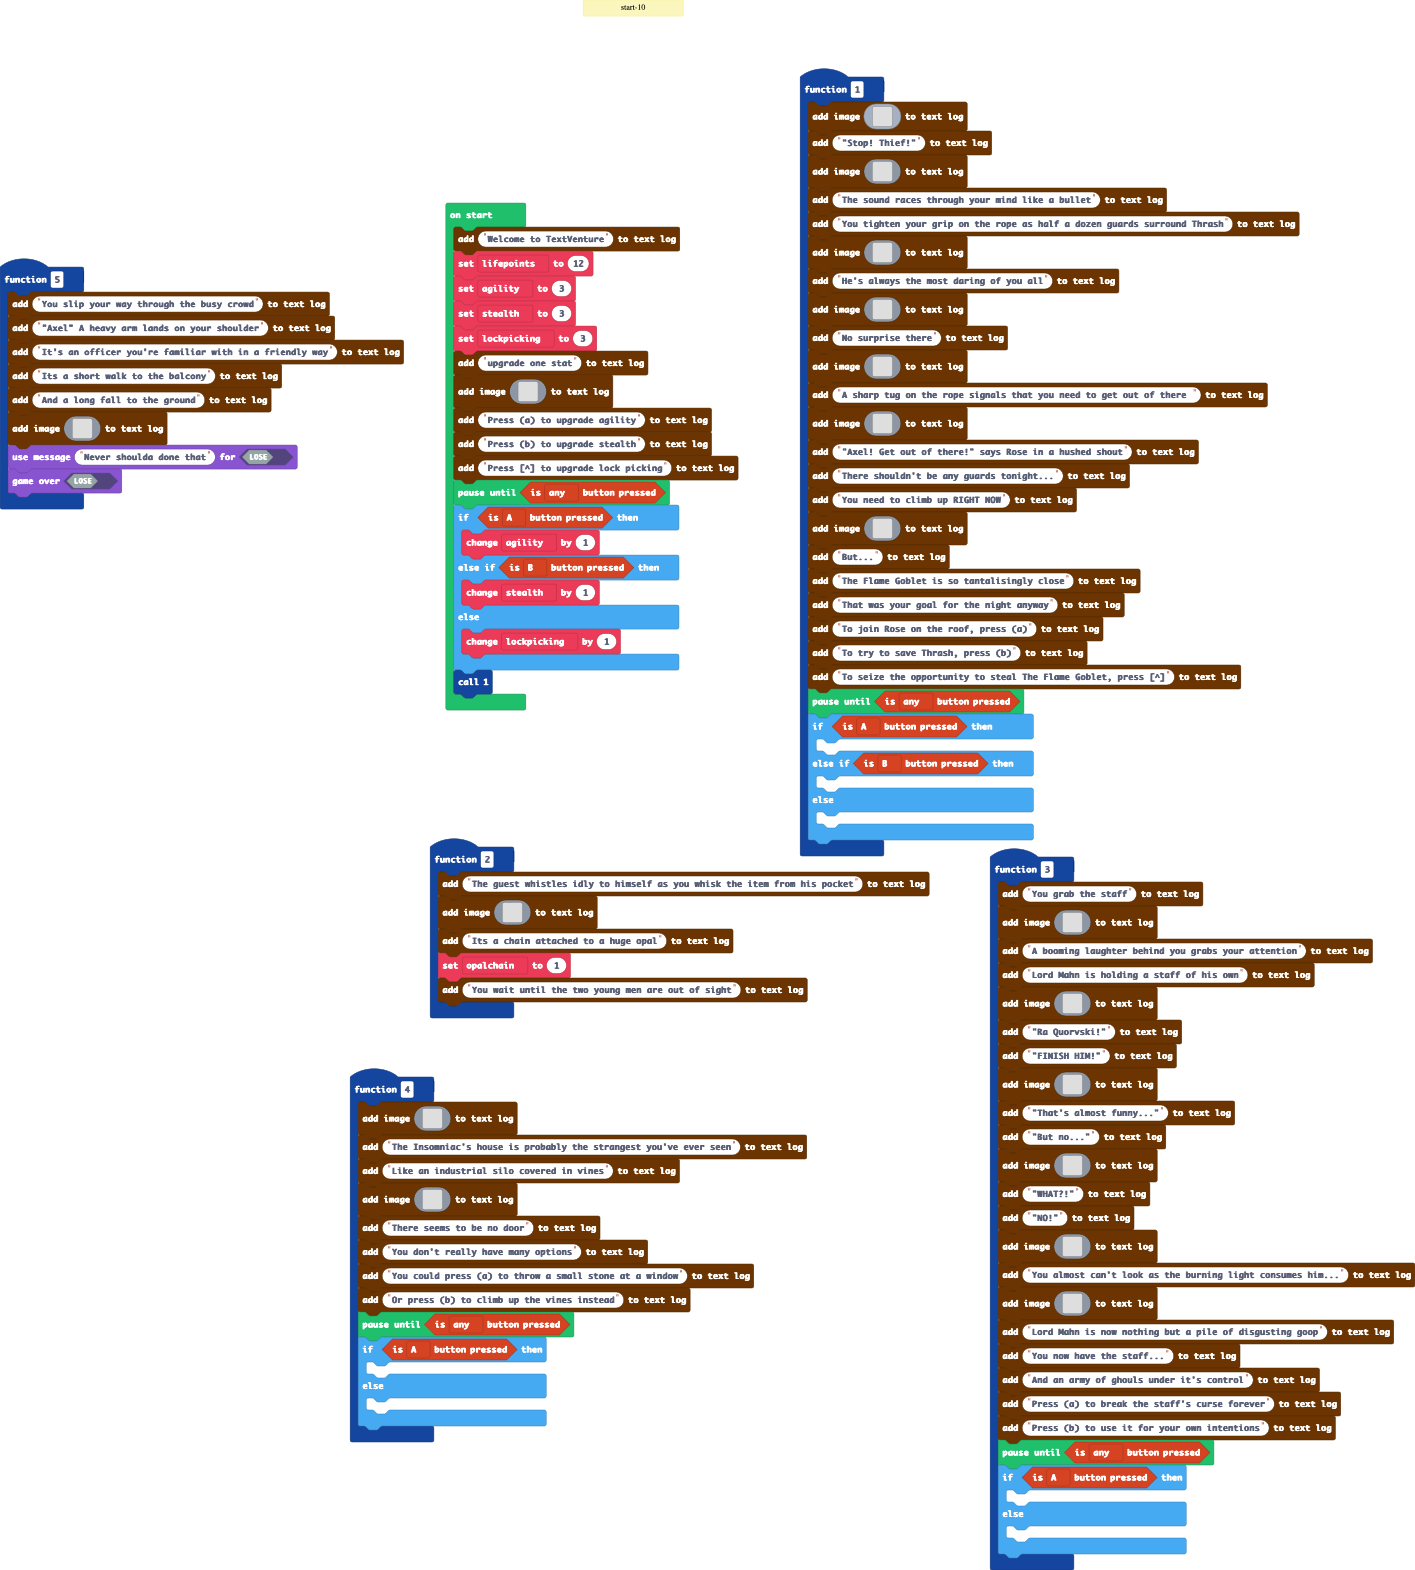 start-10
function 1
add image to text log
add "“Stop! Thief!”" to text log
add image to text log
add "The sound races through your mind like a bullet" to text log
add "You tighten your grip on the rope as half a dozen guards surround Thrash" to text log
add image to text log
add "He's always the most daring of you all" to text log
add image to text log
add "No surprise there" to text log
add image to text log
add "A sharp tug on the rope signals that you need to get out of there " to text log
add image to text log
add ""Axel! Get out of there!" says Rose in a hushed shout" to text log
add "There shouldn't be any guards tonight..." to text log
add "You need to climb up RIGHT NOW" to text log
add image to text log
add "But..." to text log
add "The Flame Goblet is so tantalisingly close" to text log
add "That was your goal for the night anyway" to text log
add "To join Rose on the roof, press (a)" to text log
add "To try to save Thrash, press (b)" to text log
add "To seize the opportunity to steal The Flame Goblet, press [^]" to text log
pause until is any button pressed
if is A button pressed then
else if is B button pressed then
else
on start
add "Welcome to TextVenture" to text log
set lifepoints to 12
set agility to 3
set stealth to 3
set lockpicking to 3
add "upgrade one stat" to text log
add image to text log
add "Press (a) to upgrade agility" to text log
add "Press (b) to upgrade stealth" to text log
add "Press [^] to upgrade lock picking" to text log
pause until is any button pressed
if is A button pressed then
change agility by 1
else if is B button pressed then
change stealth by 1
else
change lockpicking by 1
call 1
function 5
add "You slip your way through the busy crowd" to text log
add ""Axel" A heavy arm lands on your shoulder" to text log
add "It's an officer you're familiar with in a friendly way" to text log
add "Its a short walk to the balcony" to text log
add "And a long fall to the ground" to text log
add image to text log
use message "Never shoulda done that" for LOSE
game over LOSE
function 2
add "The guest whistles idly to himself as you whisk the item from his pocket" to text log
add image to text log
add "Its a chain attached to a huge opal" to text log
set opalchain to 1
add "You wait until the two young men are out of sight" to text log
function 3
add "You grab the staff" to text log
add image to text log
add "A booming laughter behind you grabs your attention" to text log
add "Lord Mahn is holding a staff of his own" to text log
add image to text log
add ""Ra Quorvski!"" to text log
add ""FINISH HIM!"" to text log
add image to text log
add ""That's almost funny..."" to text log
add ""But no..."" to text log
add image to text log
add ""WHAT?!"" to text log
add ""NO!"" to text log
add image to text log
add "You almost can't look as the burning light consumes him..." to text log
add image to text log
add "Lord Mahn is now nothing but a pile of disgusting goop" to text log
add "You now have the staff..." to text log
add "And an army of ghouls under it's control" to text log
add "Press (a) to break the staff's curse forever" to text log
add "Press (b) to use it for your own intentions" to text log
pause until is any button pressed
if is A button pressed then
else
function 4
add image to text log
add "The Insomniac's house is probably the strangest you've ever seen" to text log
add "Like an industrial silo covered in vines" to text log
add image to text log
add "There seems to be no door" to text log
add "You don't really have many options" to text log
add "You could press (a) to throw a small stone at a window" to text log
add "Or press (b) to climb up the vines instead" to text log
pause until is any button pressed
if is A button pressed then
else